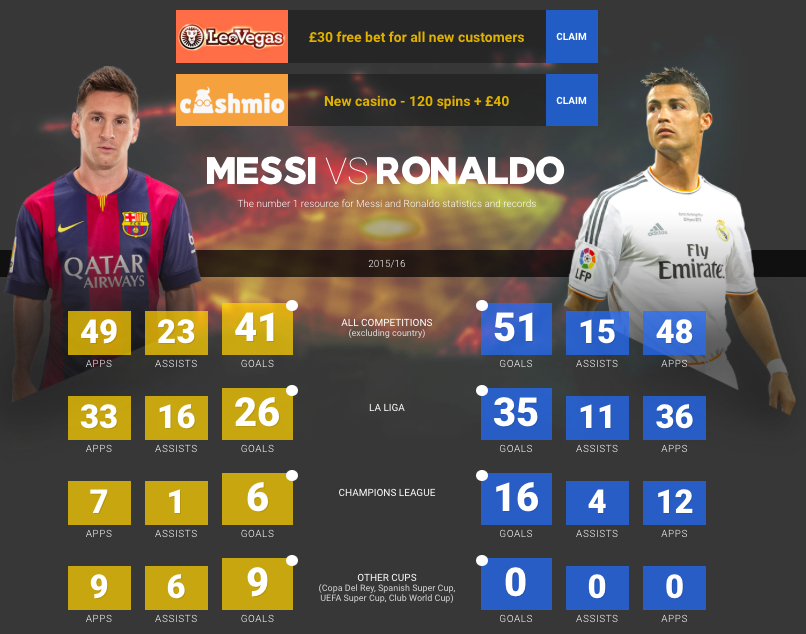 LeoVegas
£30 free bet for all new customers
CLAIM
cashmio
New casino - 120 spins + £40
CLAIM
MESSI VS RONALDO
The number 1 resource for Messi and Ronaldo statistics and records
QATAR
AIRWAYS
Fly
Emirates
LFP
2015/16
49 23 41 ALL COMPETITIONS 51 15 48
(excluding country)
APPS ASSISTS GOALS GOALS ASSISTS APPS
33 16 26 LA LIGA 35 11 36
APPS ASSISTS GOALS GOALS ASSISTS APPS
7 1 6 CHAMPIONS LEAGUE 16 4 12
APPS ASSISTS GOALS GOALS ASSISTS APPS
9 6 9 OTHER CUPS 0 0 0
(Copa Del Rey, Spanish Super Cup,
UEFA Super Cup, Club World Cup)
APPS ASSISTS GOALS GOALS ASSISTS APPS